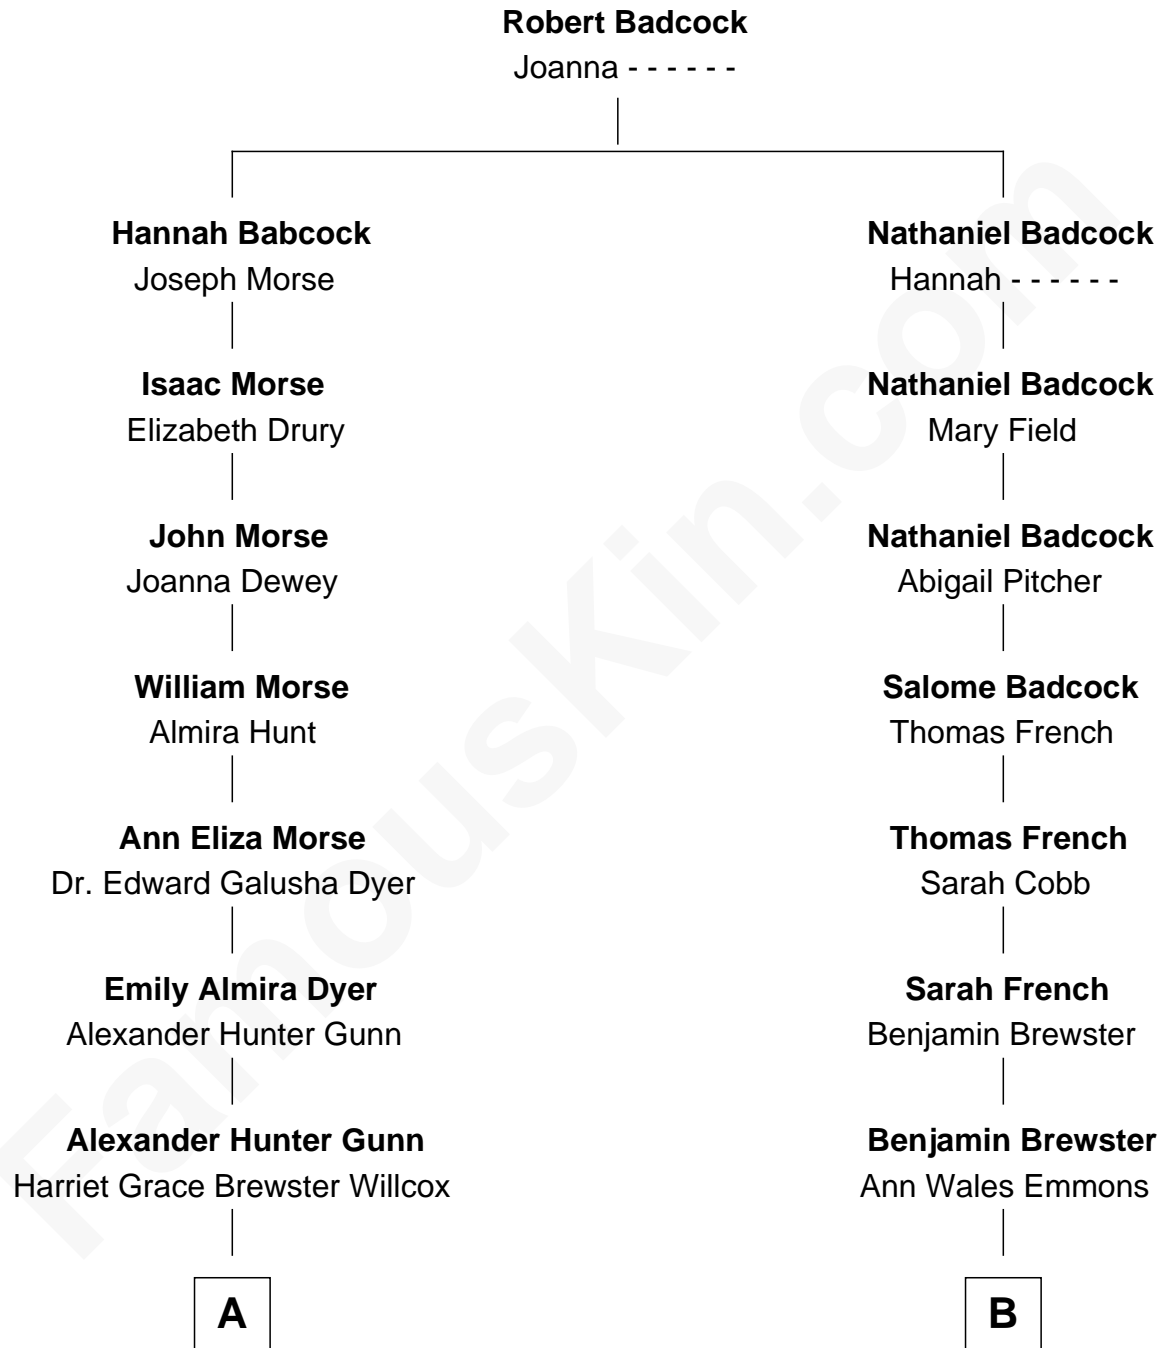 Robert Badcock
Joanna - - - - - -
Hannah Babcock
Joseph Morse
Nathaniel Badcock
Hannah - - - - - -
Isaac Morse
Elizabeth Drury
Nathaniel Badcock
Mary Field
John Morse
Joanna Dewey
Nathaniel Badcock
Abigail Pitcher
William Morse
Almira Hunt
Salome Badcock
Thomas French
Ann Eliza Morse
Dr. Edward Galusha Dyer
Thomas French
Sarah Cobb
Emily Almira Dyer
Alexander Hunter Gunn
Sarah French
Benjamin Brewster
Alexander Hunter Gunn
Harriet Grace Brewster Willcox
Benjamin Brewster
Ann Wales Emmons
A
B
FamousKin.com